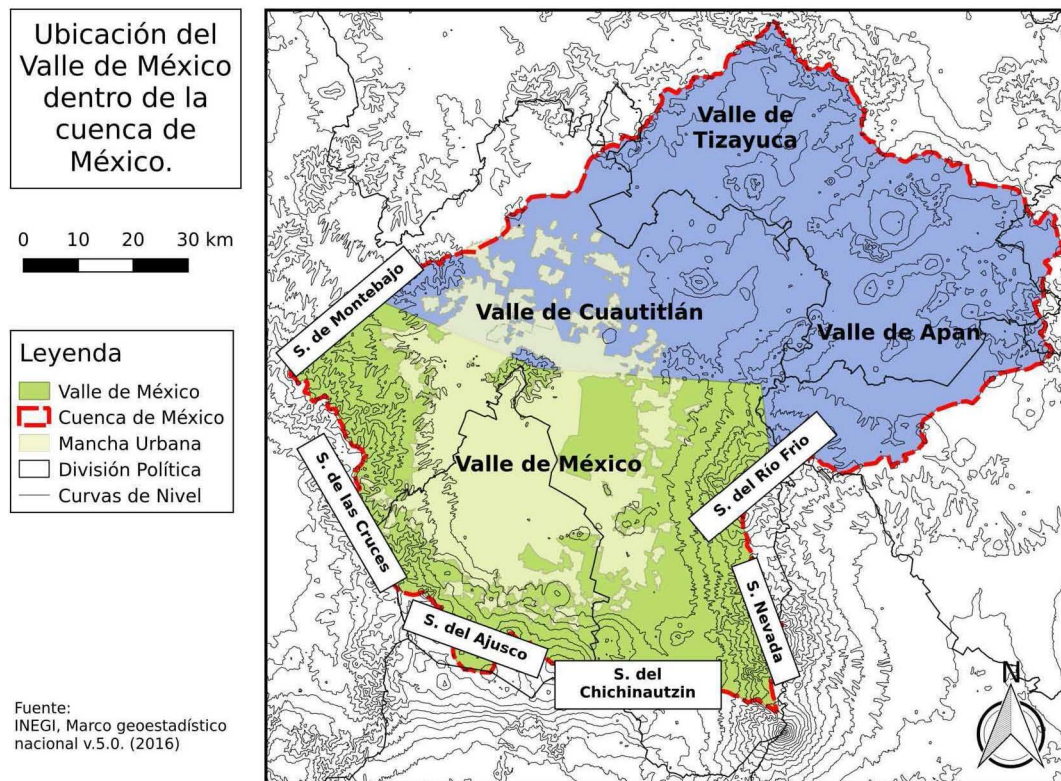 Ubicación del
Valle de México
dentro de la
cuenca de
México.
0 10 20 30 km
Leyenda
Valle de México
Cuenca de México
Mancha Urbana
División Política
Curvas de Nivel
Fuente:
INEGI, Marco geoestadístico
nacional v.5.0. (2016)
Valle de
Tizayuca
S. de Montebajo
Valle de Cuautitlán
Valle de Apan
Valle de México
S. del Río Frio
S. de las Cruces
S. del Ajusco
S. Nevada
S. del
Chichinautzin
N